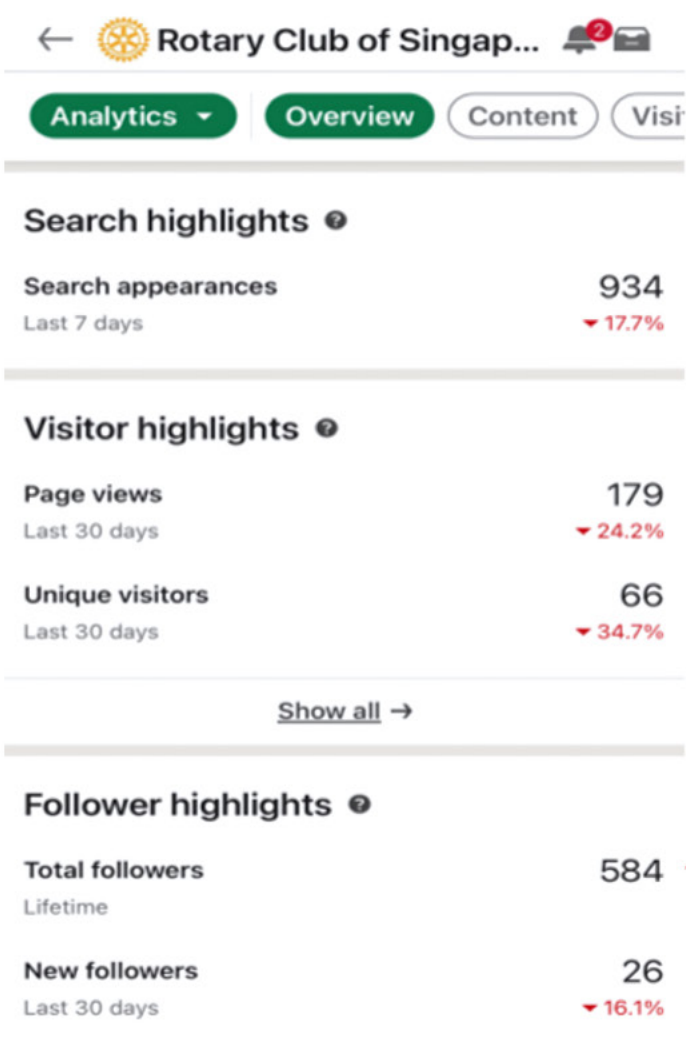 ← Rotary Club of Singap... 2
Analytics Overview Content Visi
Search highlights ?
Search appearances 934
Last 7 days 17.7%
Visitor highlights ?
Page views 179
Last 30 days 24.2%
Unique visitors 66
Last 30 days 34.7%
Show all →
Follower highlights ?
Total followers 584
Lifetime
New followers 26
Last 30 days 16.1%